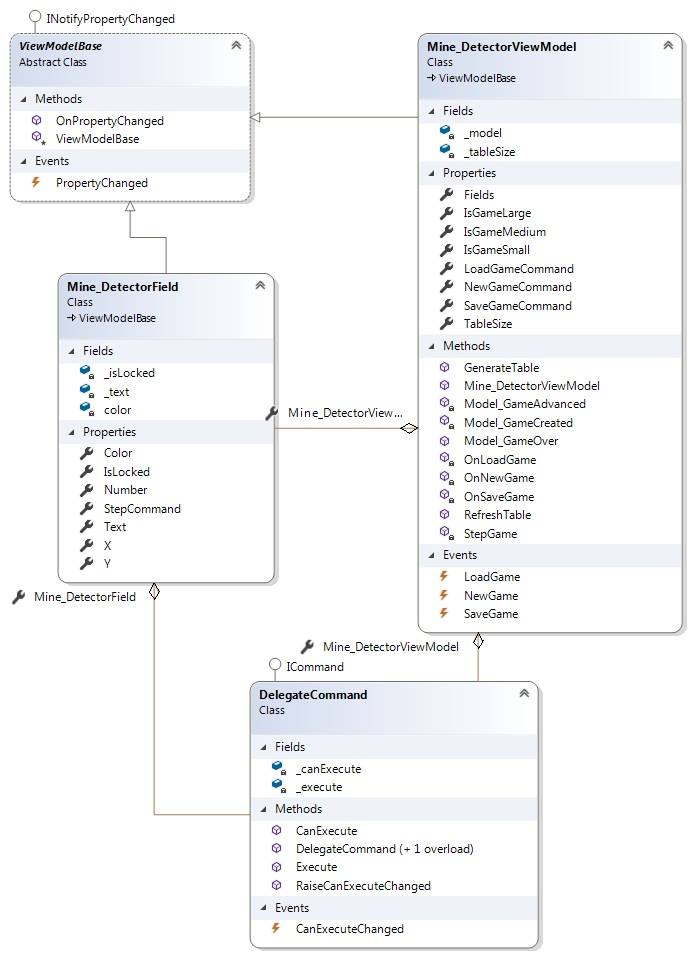 INotifyPropertyChanged
ViewModelBase
Abstract Class
Methods
OnPropertyChanged
ViewModelBase
Events
PropertyChanged
Mine_DetectorViewModel
Class
ViewModelBase
Fields
_model
_tableSize
Properties
Fields
IsGameLarge
IsGameMedium
IsGameSmall
LoadGameCommand
NewGameCommand
SaveGameCommand
TableSize
Methods
GenerateTable
Mine_DetectorViewModel
Model_GameAdvanced
Model_GameCreated
Model_GameOver
OnLoadGame
OnNewGame
OnSaveGame
RefreshTable
StepGame
Events
LoadGame
NewGame
SaveGame
Mine_DetectorField
Class
ViewModelBase
Fields
_isLocked
_text
color
Properties
Color
IsLocked
Number
StepCommand
Text
X
Y
Mine_DetectorView...
Mine_DetectorField
Mine_DetectorViewModel
ICommand
DelegateCommand
Class
Fields
_canExecute
_execute
Methods
CanExecute
DelegateCommand (+ 1 overload)
Execute
RaiseCanExecuteChanged
Events
CanExecuteChanged